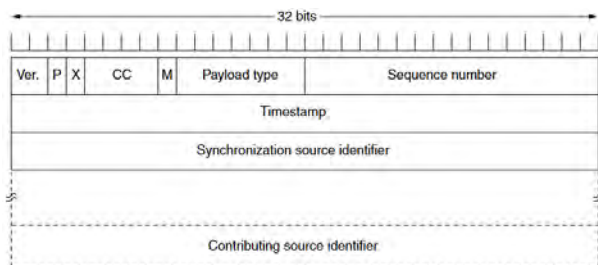 32 bits
Ver. P X CC M Payload type Sequence number
Timestamp
Synchronization source identifier
Contributing source identifier